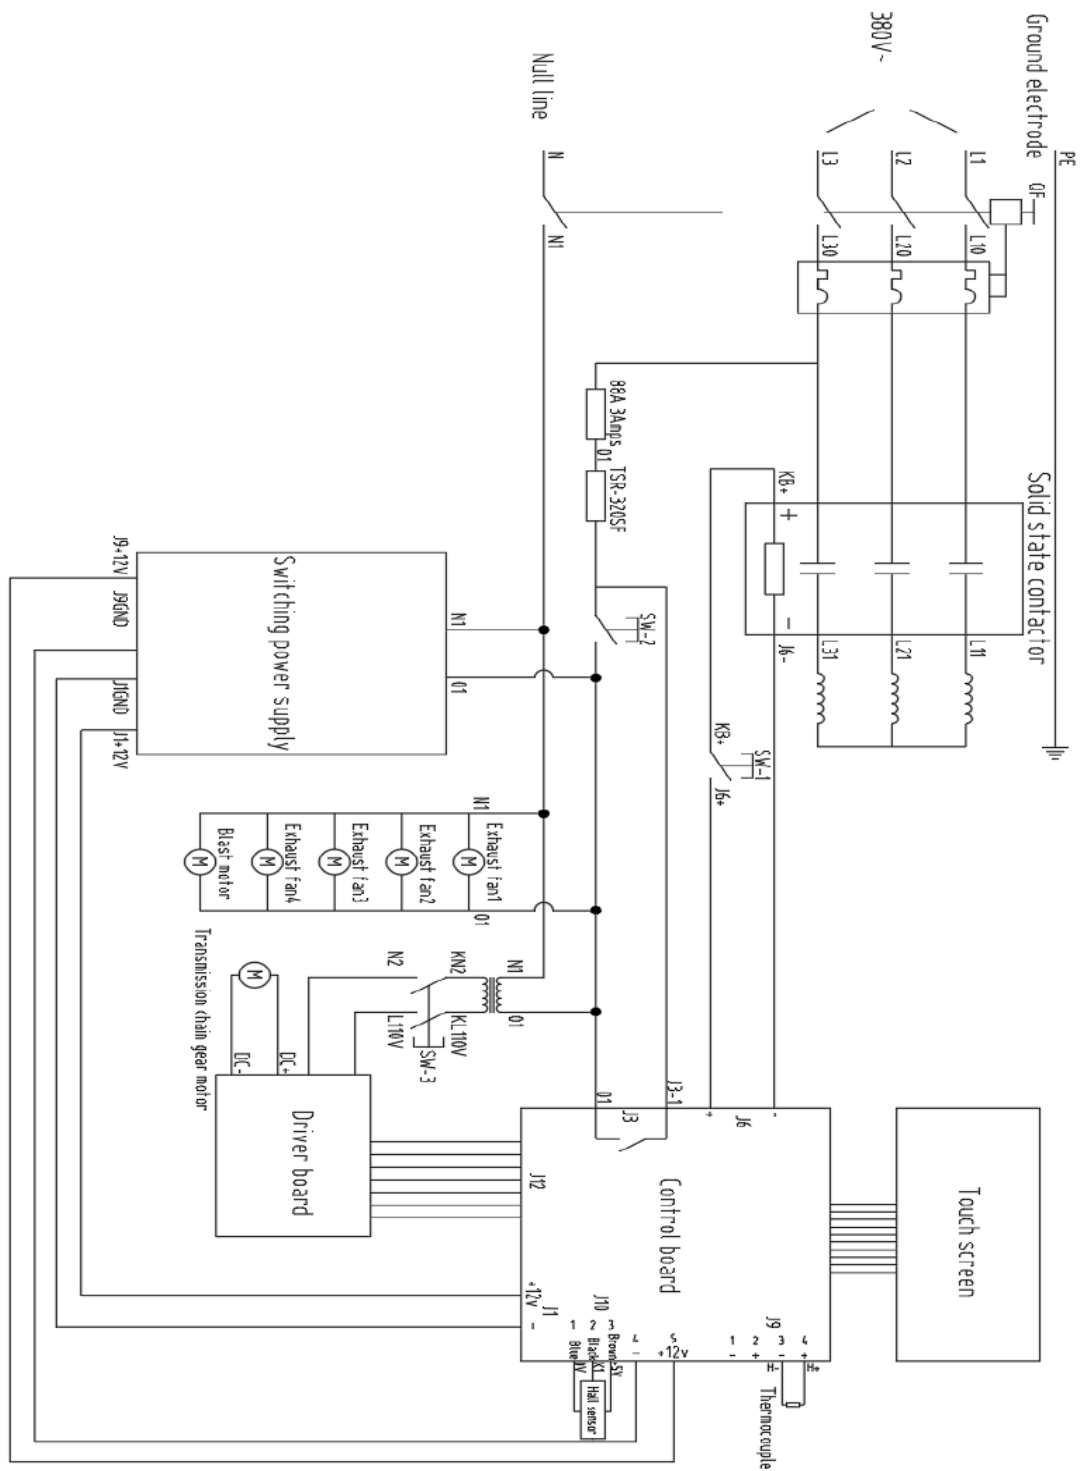 Ground electrode
PE
380V~
QF
Null line
L1
L2
L3
N
L10
L20
L30
N1
88A 3Amps
01
TSR-320SF
Solid state contactor
KB+
+
-
J6-
L11
L21
L31
SW-2
SW-1
KB+
J6+
Switching power supply
N1
01
J9+12V
J9GND
J1GND
J1+12V
N1
01
Exhaust fan1
M
Exhaust fan2
M
Exhaust fan3
M
Exhaust fan4
M
Blast motor
M
N1
01
KN2
KL110V
N2
L110V
SW-3
Transmission chain gear motor
M
DC+
DC-
Driver board
Control board
01
J3
J3-1
+
J6
-
J12
+12v
-
J1
J10
1
2
3
4
5
Blue
Black
Brown+5v
-
+12v
Hall sensor
J9
1
2
3
4
-
+
-
+
H-
H+
Thermocouple
Touch screen